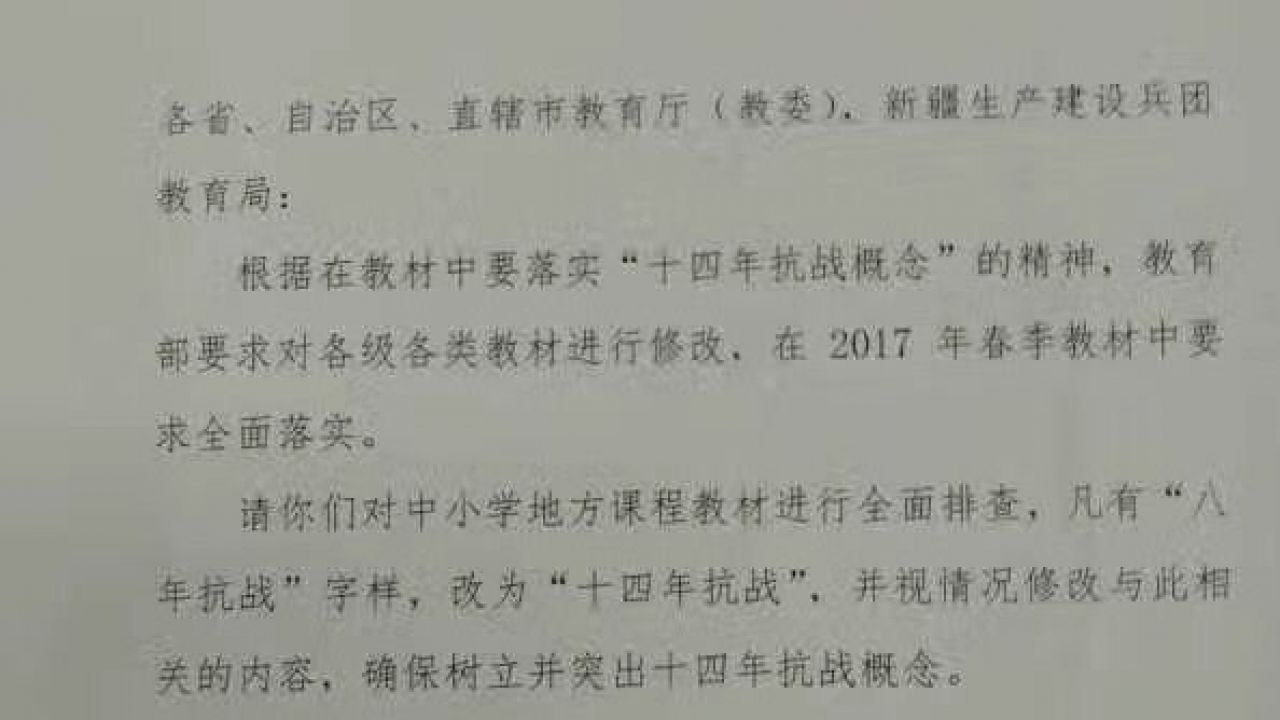 各省、自治区、直辖市教育厅（教委），新疆生产建设兵团
教育局：
根据在教材中要落实“十四年抗战概念”的精神，教育
部要求对各级各类教材进行修改，在 2017 年春季教材中要
求全面落实。
请你们对中小学地方课程教材进行全面排查，凡有“八
年抗战”字样，改为“十四年抗战”，并视情况修改与此相
关的内容，确保树立并突出十四年抗战概念。